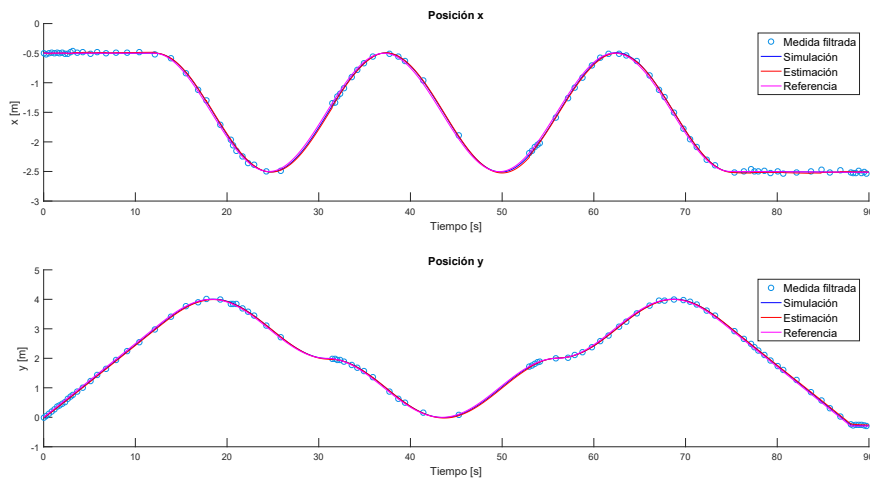 Posición x
0
-0.5
-1
-1.5
-2
-2.5
-3
x [m]
Medida filtrada
Simulación
Estimación
Referencia
0 10 20 30 40 50 60 70 80 90
Tiempo [s]
Posición y
5
4
3
2
1
0
-1
y [m]
Medida filtrada
Simulación
Estimación
Referencia
0 10 20 30 40 50 60 70 80 90
Tiempo [s]